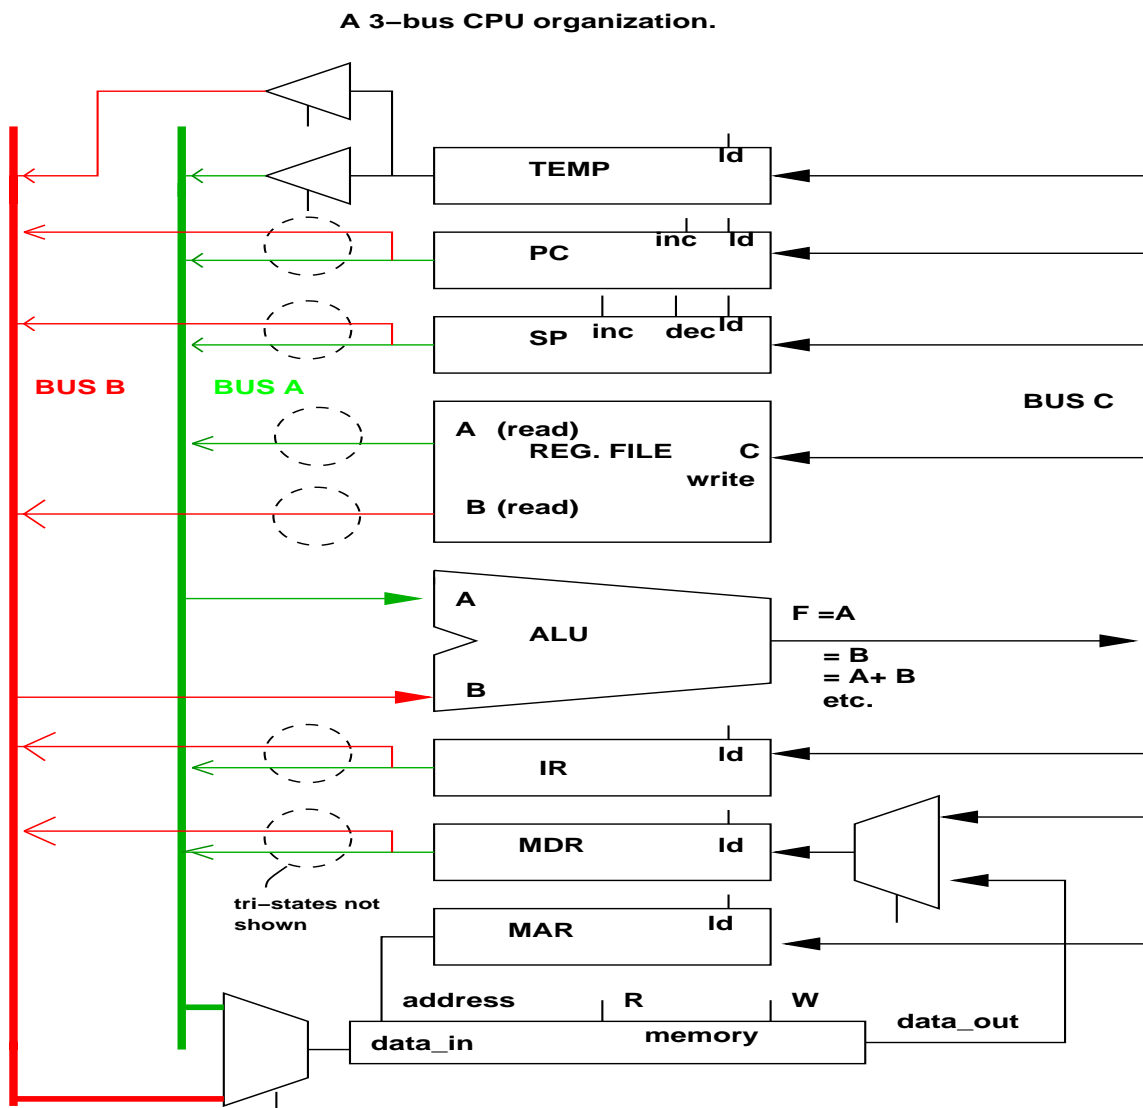 A 3–bus CPU organization.
ld
TEMP
inc ld
PC
inc dec ld
SP
BUS B BUS A BUS C
A (read)
REG. FILE C
write
B (read)
A
F =A
ALU
= B
= A+ B
B
etc.
ld
IR
MDR ld
tri–states not
shown
MAR ld
address R W
data_out
data_in memory